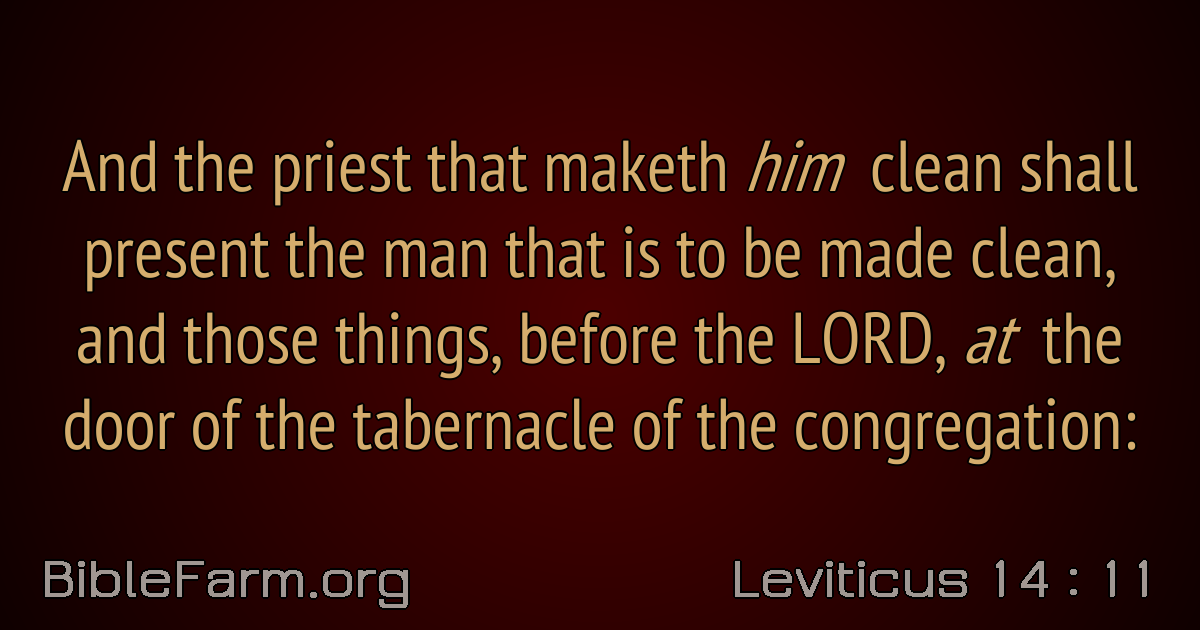 And the priest that maketh him clean shall
present the man that is to be made clean,
and those things, before the LORD, at the
door of the tabernacle of the congregation:
BibleFarm.org
Leviticus 14 : 11